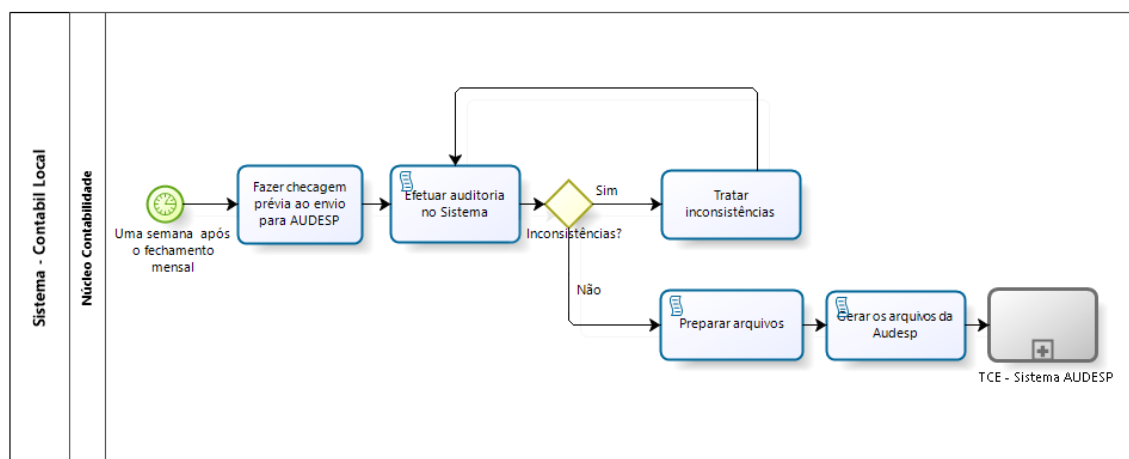 Sistema - Contabil Local
Núcleo Contabilidade
Uma semana após
o fechamento
mensal
Fazer checagem
prévia ao envio
para AUDESP
Efetuar auditoria
no Sistema
Inconsistências?
Sim
Tratar
inconsistências
Não
Preparar arquivos
Gerar os arquivos da
Audesp
TCE - Sistema AUDESP